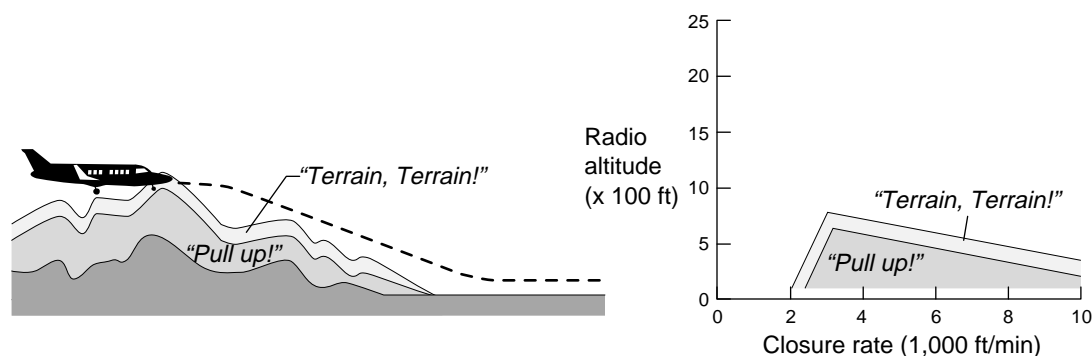 “Terrain, Terrain!”
“Pull up!”
Radio
altitude
(x 100 ft)
25
20
15
10
5
0
“Terrain, Terrain!”
“Pull up!”
0 2 4 6 8 10
Closure rate (1,000 ft/min)